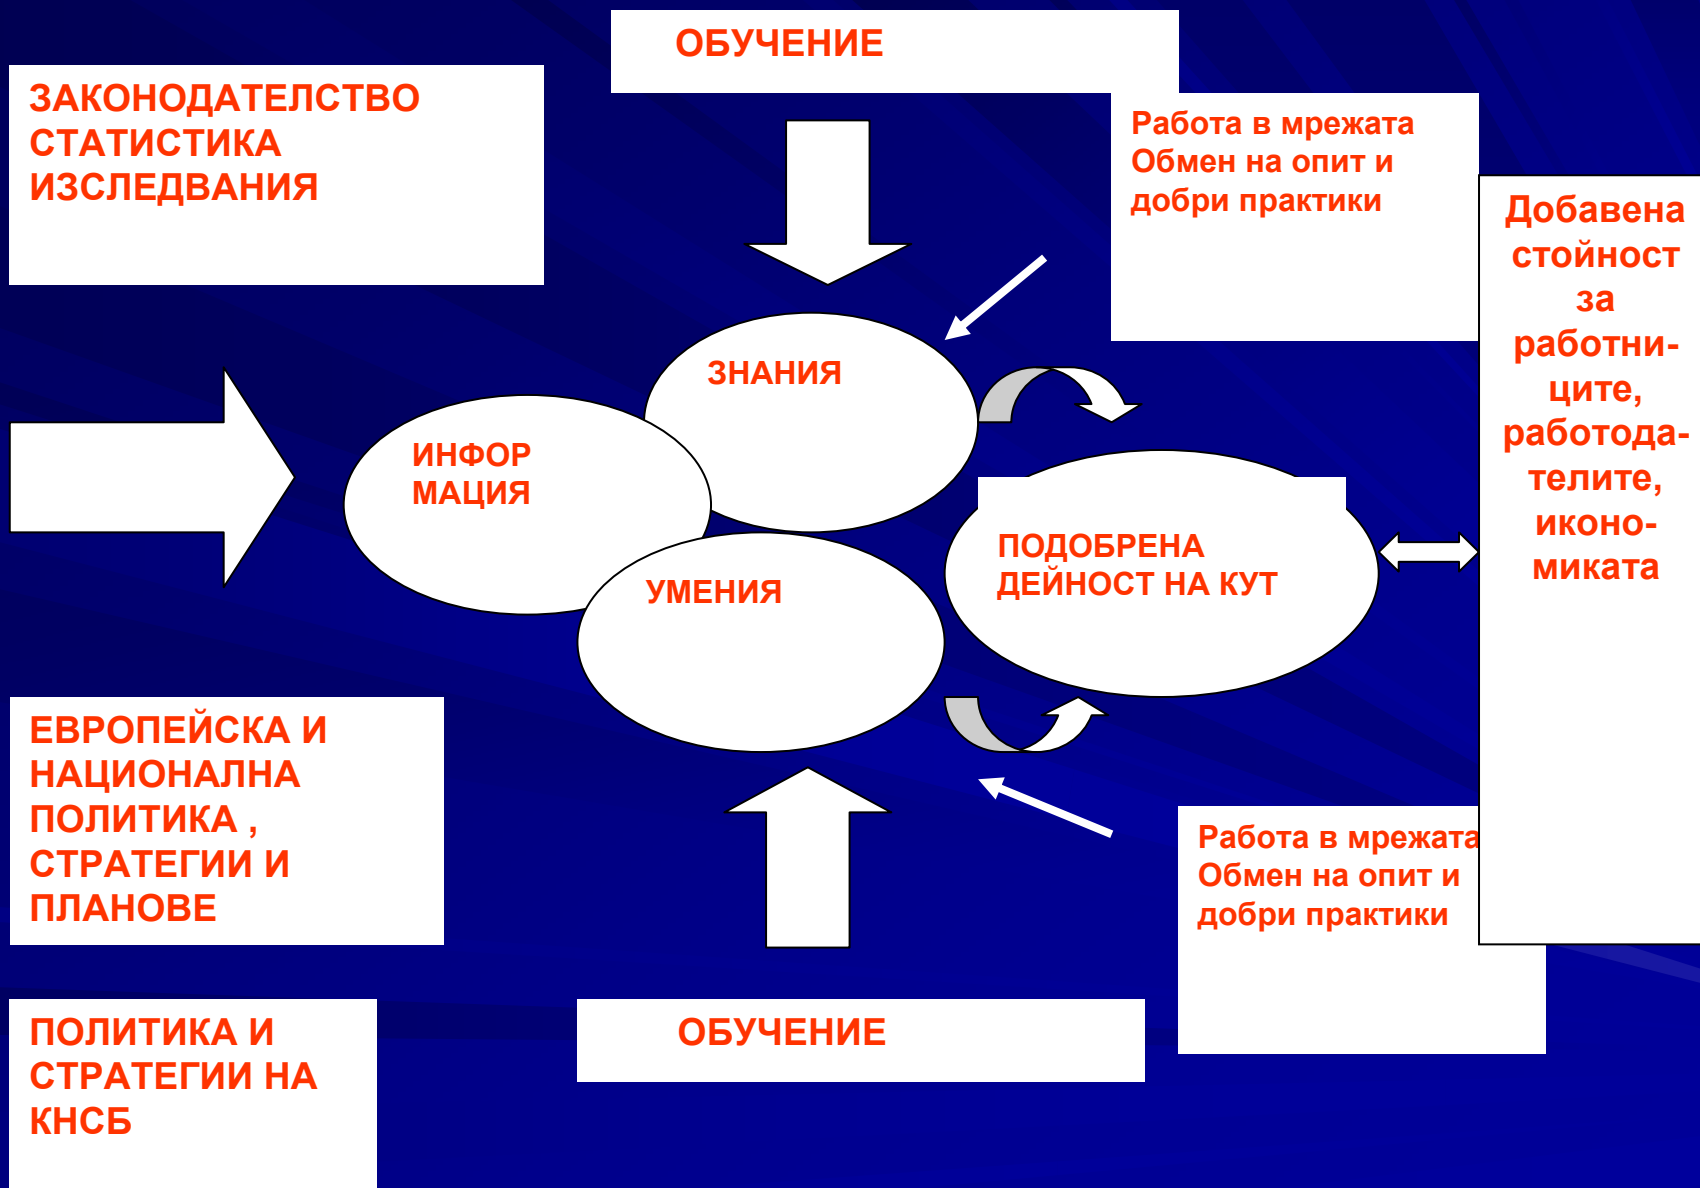 ОБУЧЕНИЕ
ЗАКОНОДАТЕЛСТВО
СТАТИСТИКА
ИЗСЛЕДВАНИЯ
Работа в мрежата
Обмен на опит и
добри практики
Добавена
стойност
за
работни-
ците,
работода-
телите,
иконо-
миката
ЗНАНИЯ
ИНФОР
МАЦИЯ
УМЕНИЯ
ПОДОБРЕНА
ДЕЙНОСТ НА КУТ
ЕВРОПЕЙСКА И
НАЦИОНАЛНА
ПОЛИТИКА ,
СТРАТЕГИИ И
ПЛАНОВЕ
Работа в мрежата
Обмен на опит и
добри практики
ПОЛИТИКА И
СТРАТЕГИИ НА
КНСБ
ОБУЧЕНИЕ